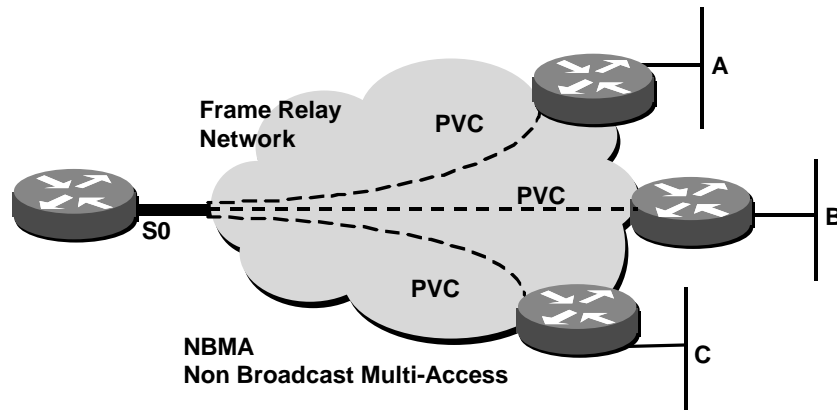 A
Frame Relay
Network
PVC
PVC
B
S0
PVC
NBMA
Non Broadcast Multi-Access
C